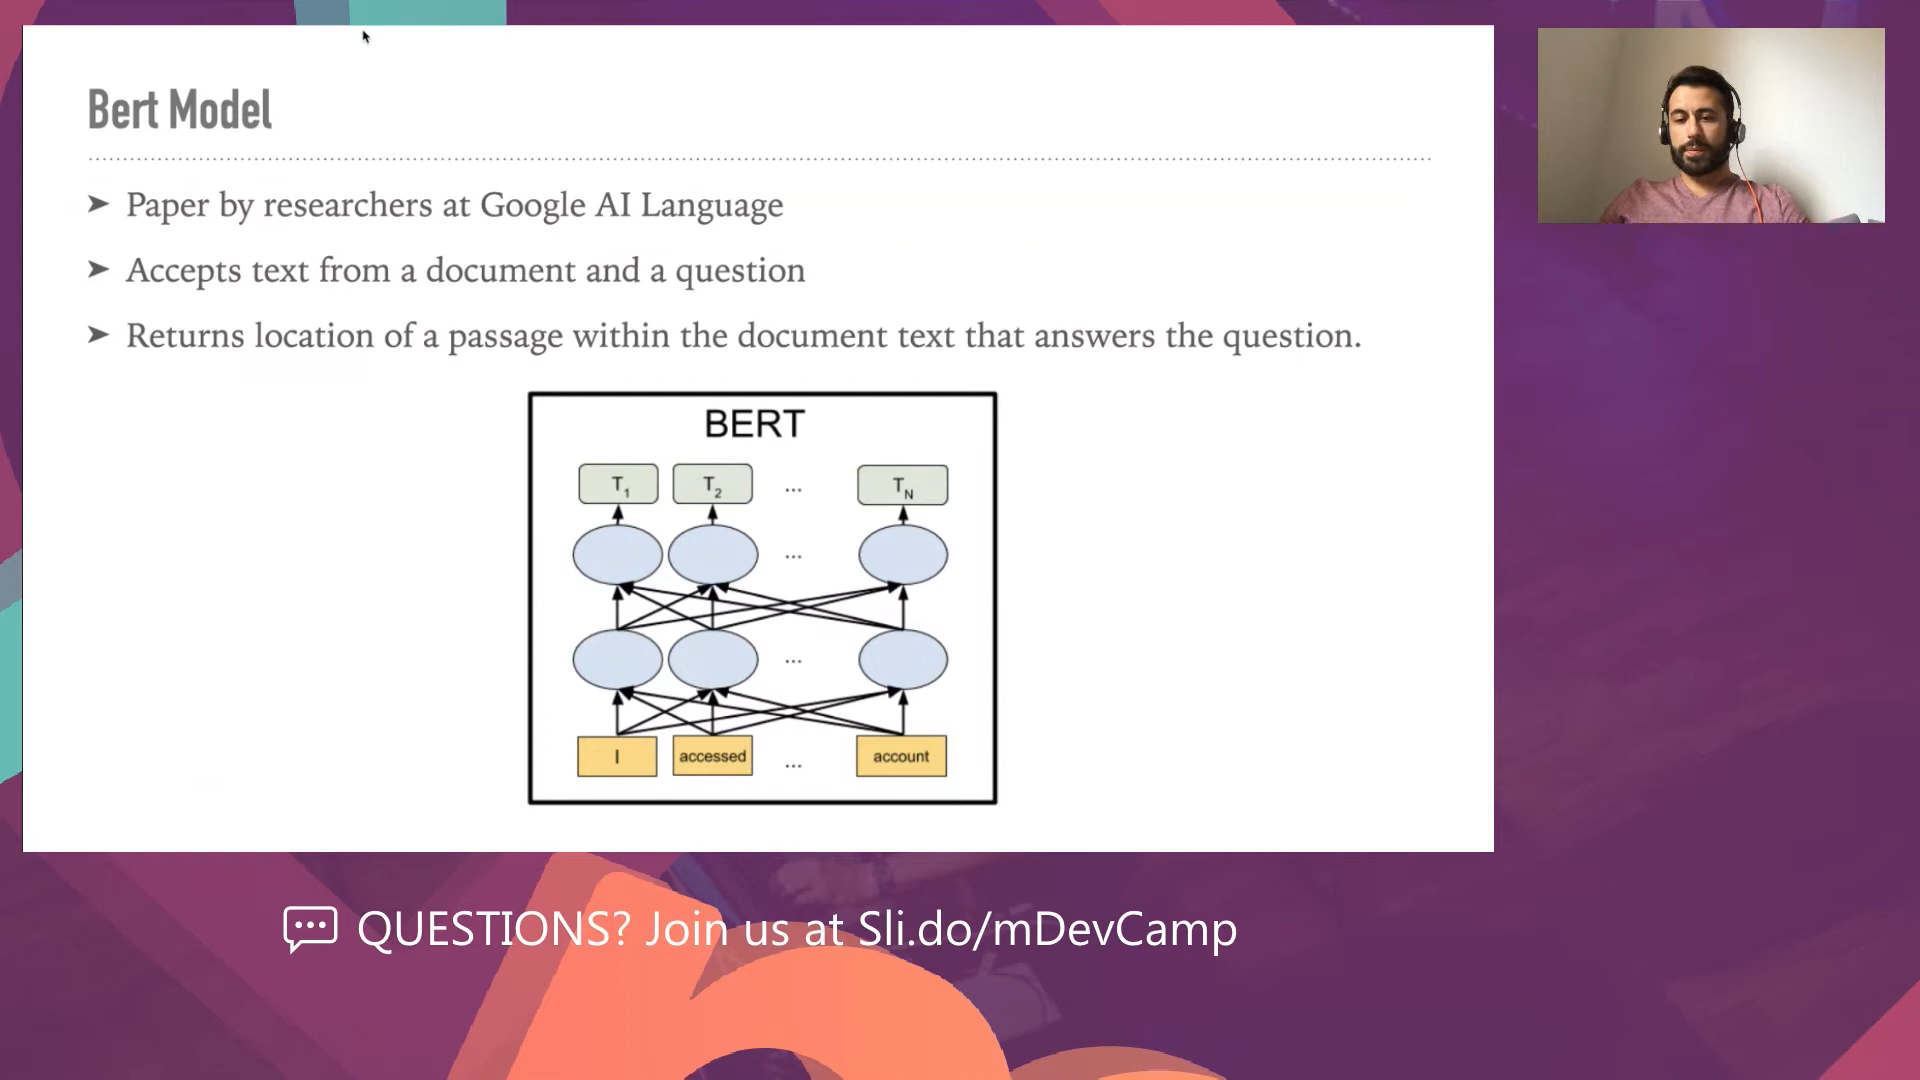 Bert Model
➤ Paper by researchers at Google AI Language
➤ Accepts text from a document and a question
➤ Returns location of a passage within the document text that answers the question.
BERT
T1 T2 ... TN
...
...
I accessed ... account
QUESTIONS? Join us at Sli.do/mDevCamp